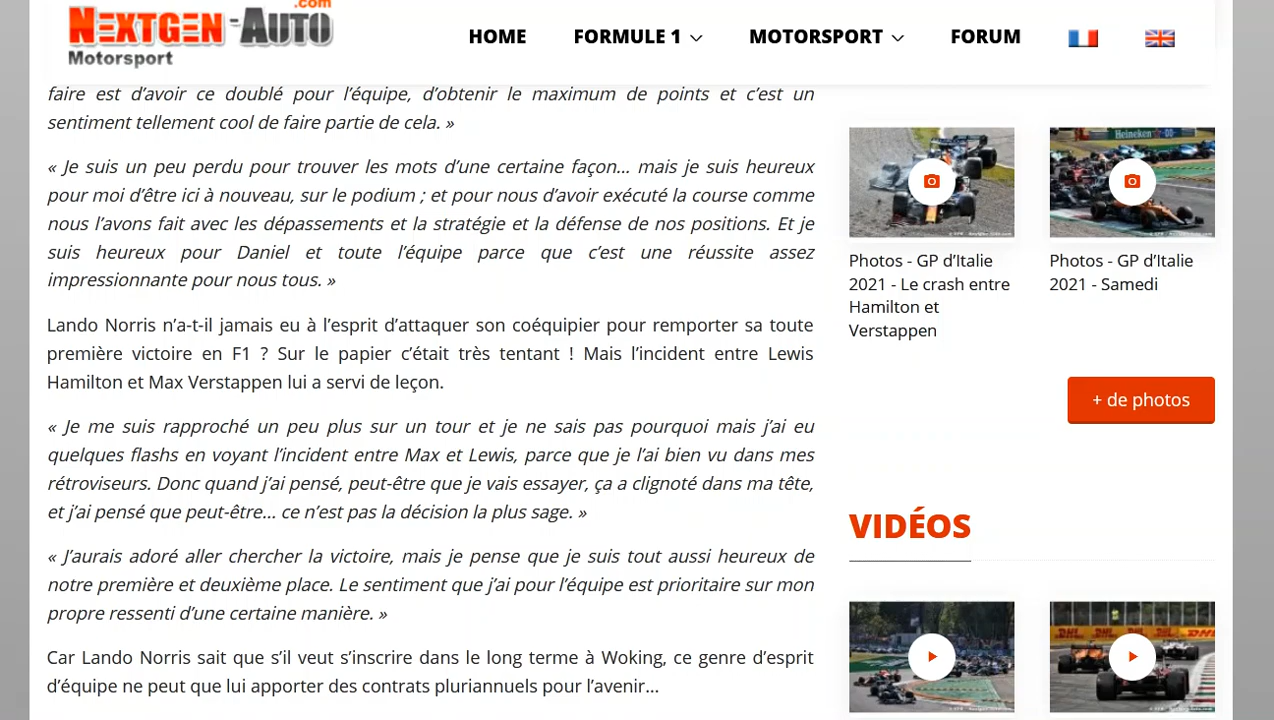 .com
NEXTGEN-AUTO
Motorsport
HOME
FORMULE 1
MOTORSPORT
FORUM
faire est d’avoir ce doublé pour l’équipe, d’obtenir le maximum de points et c’est un
sentiment tellement cool de faire partie de cela. »
« Je suis un peu perdu pour trouver les mots d’une certaine façon... mais je suis heureux
pour moi d’être ici à nouveau, sur le podium ; et pour nous d’avoir exécuté la course comme
nous l’avons fait avec les dépassements et la stratégie et la défense de nos positions. Et je
suis heureux pour Daniel et toute l’équipe parce que c’est une réussite assez
impressionnante pour nous tous. »
Lando Norris n’a-t-il jamais eu à l’esprit d’attaquer son coéquipier pour remporter sa toute
première victoire en F1 ? Sur le papier c’était très tentant ! Mais l’incident entre Lewis
Hamilton et Max Verstappen lui a servi de leçon.
« Je me suis rapproché un peu plus sur un tour et je ne sais pas pourquoi mais j’ai eu
quelques flashs en voyant l’incident entre Max et Lewis, parce que je l’ai bien vu dans mes
rétroviseurs. Donc quand j’ai pensé, peut-être que je vais essayer, ça a clignoté dans ma tête,
et j’ai pensé que peut-être... ce n’est pas la décision la plus sage. »
« J’aurais adoré aller chercher la victoire, mais je pense que je suis tout aussi heureux de
notre première et deuxième place. Le sentiment que j’ai pour l’équipe est prioritaire sur mon
propre ressenti d’une certaine manière. »
Car Lando Norris sait que s’il veut s’inscrire dans le long terme à Woking, ce genre d’esprit
d’équipe ne peut que lui apporter des contrats pluriannuels pour l’avenir...
Heineken
Photos - GP d’Italie
2021 - Le crash entre
Hamilton et
Verstappen
Photos - GP d’Italie
2021 - Samedi
+ de photos
VIDÉOS
DHL
DHL